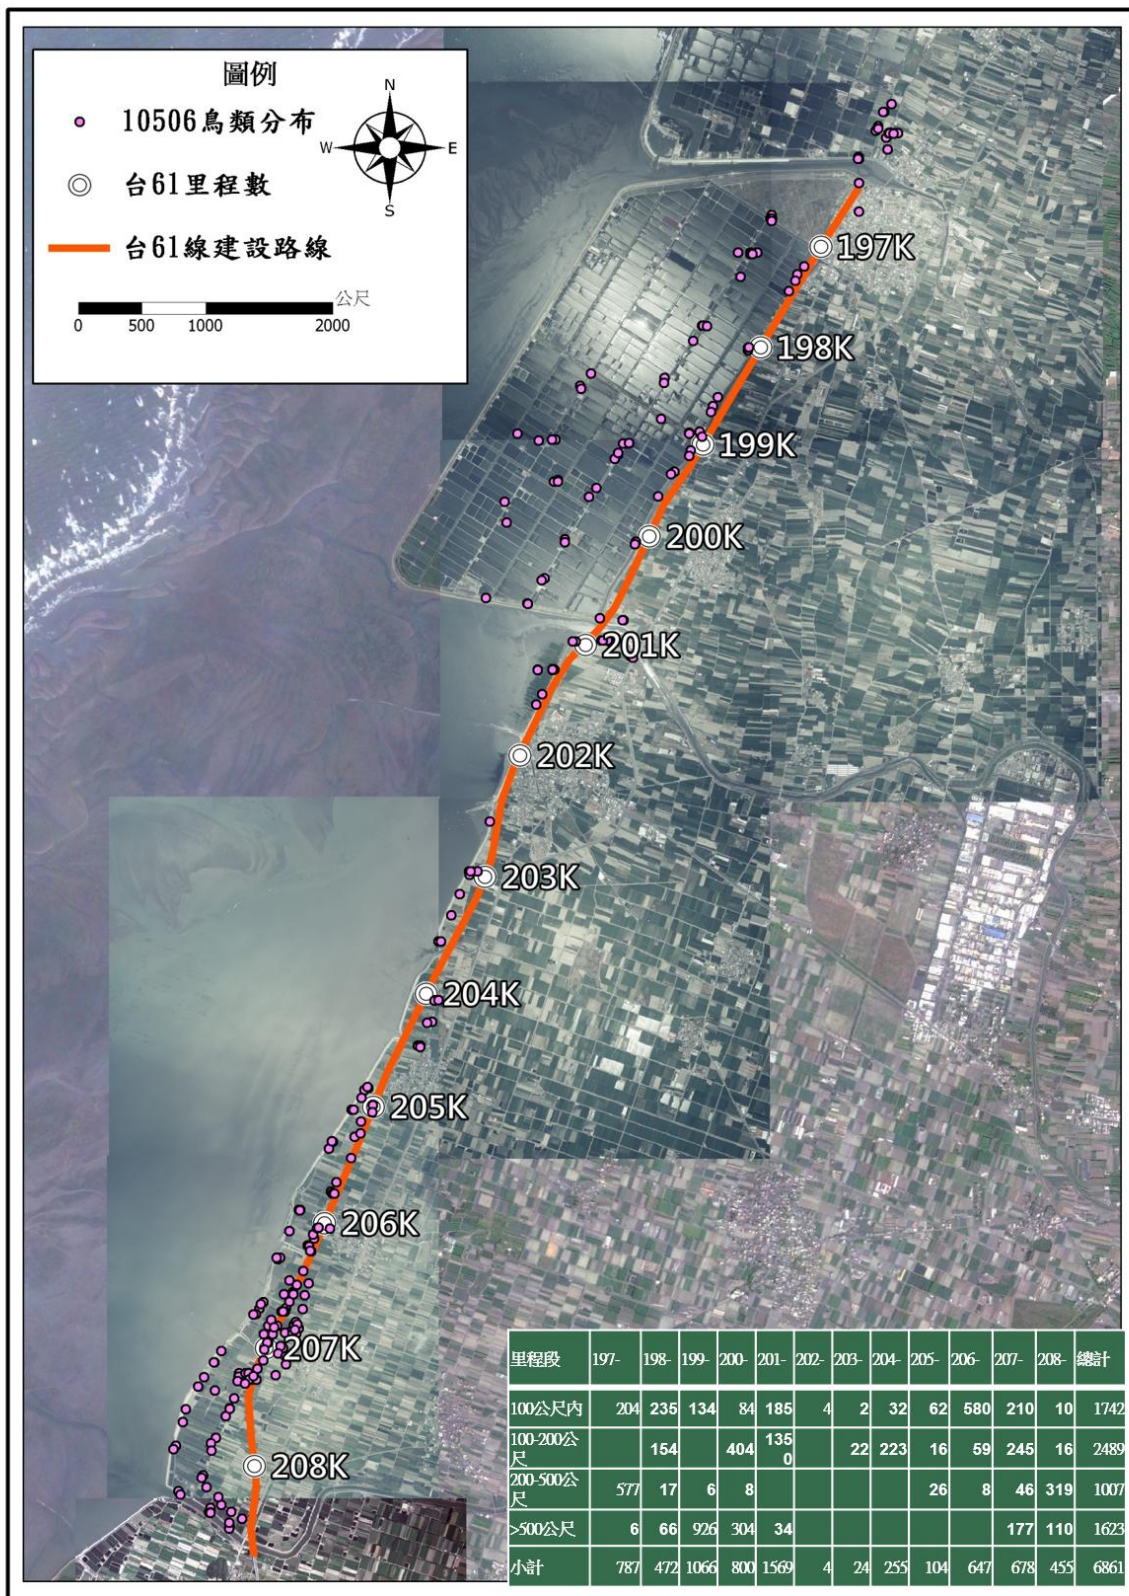 圖例
N
W E
S
10506鳥類分布
台61里程數
台61線建設路線
公尺
0 500 1000 2000
197K
198K
199K
200K
201K
202K
203K
204K
205K
206K
207K
208K
里程段 197- 198- 199- 200- 201- 202- 203- 204- 205- 206- 207- 208- 總計
100公尺內 204 235 134 84 185 4 2 32 62 580 210 10 1742
100-200公 154 404 135 22 223 16 59 245 16 2489
尺 0
200-500公 577 17 6 8 26 8 46 319 1007
尺
>500公尺 6 66 926 304 34 177 110 1623
小計 787 472 1066 800 1569 4 24 255 104 647 678 455 6861